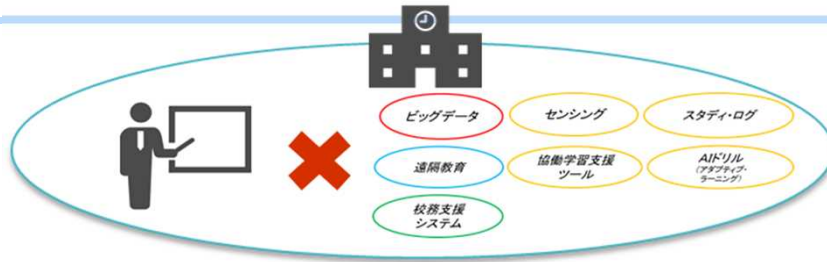 ビッグデータ
センシング
スタディ・ログ
遠隔教育
協働学習支援
ツール
AIドリル
(アダプティブ・
ラーニング)
校務支援
システム